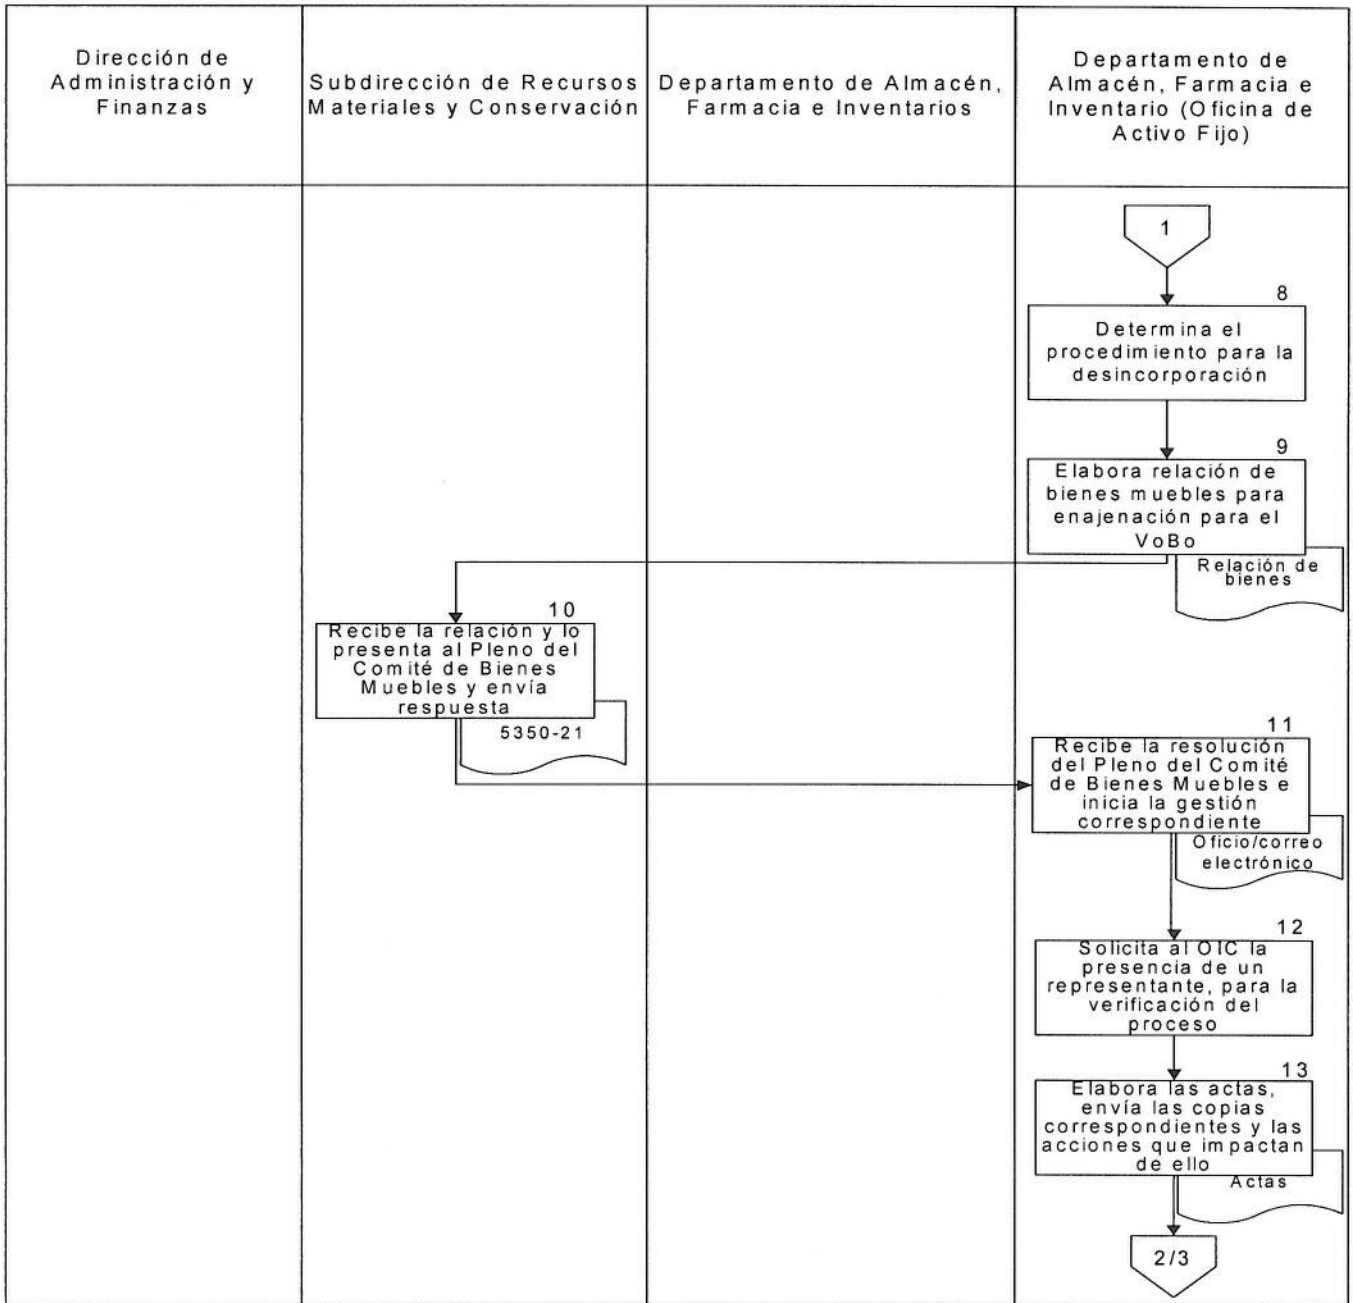 Dirección de
Administración y
Finanzas
Subdirección de Recursos
Materiales y Conservación
Departamento de Almacén,
Farmacia e Inventarios
Departamento de
Almacén, Farmacia e
Inventario (Oficina de
Activo Fijo)
1
8
Determina el
procedimiento para la
desincorporación
9
Elabora relación de
bienes muebles para
enajenación para el
VoBo
Relación de
bienes
10
Recibe la relación y lo
presenta al Pleno del
Comité de Bienes
Muebles y envía
respuesta
5350-21
11
Recibe la resolución
del Pleno del Comité
de Bienes Muebles e
inicia la gestión
correspondiente
Oficio/correo
electrónico
12
Solicita al OIC la
presencia de un
representante, para la
verificación del
proceso
13
Elabora las actas,
envía las copias
correspondientes y las
acciones que impactan
de ello
Actas
2/3